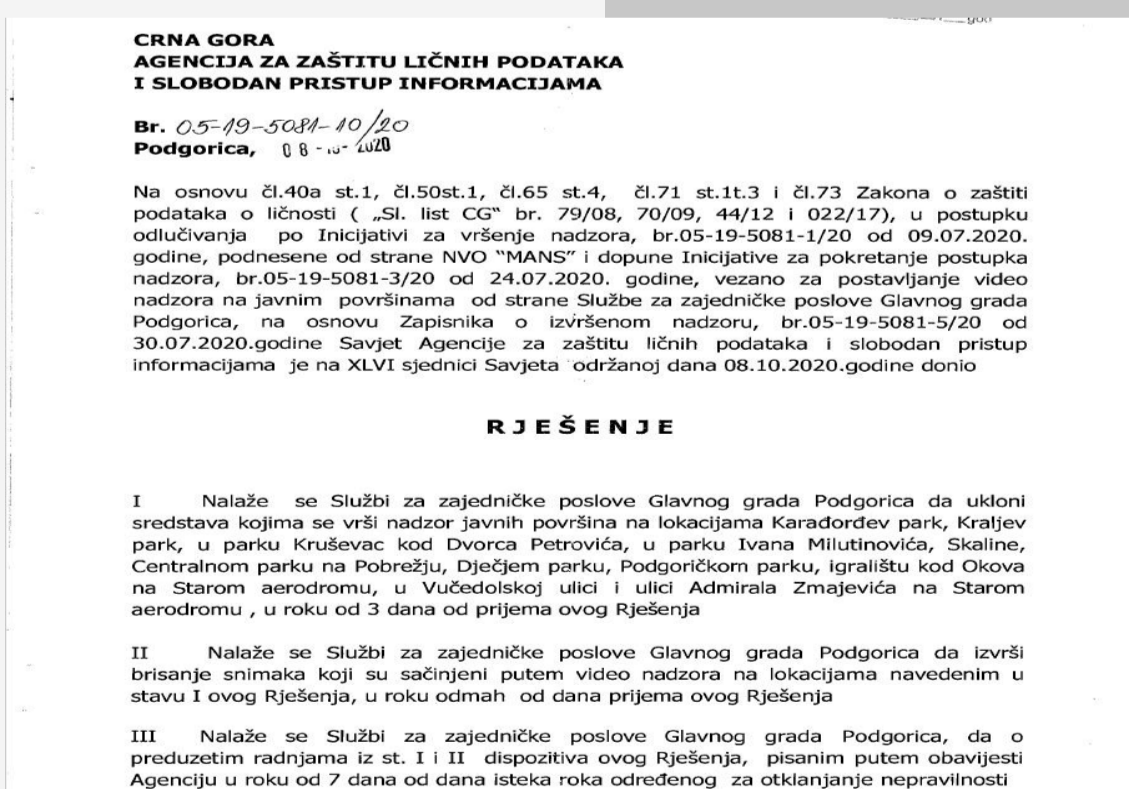 god
CRNA GORA
AGENCIJA ZA ZAŠTITU LIČNIH PODATAKA
I SLOBODAN PRISTUP INFORMACIJAMA
Br. 05-19-5081-10/20
Podgorica, 08 - 2020
Na osnovu čl.40a st.1, čl.50st.1, čl.65 st.4, čl.71 st.1t.3 i čl.73 Zakona o zaštiti
podataka o ličnosti ( „Sl. list CG“ br. 79/08, 70/09, 44/12 i 022/17), u postupku
odlučivanja po Inicijativi za vršenje nadzora, br.05-19-5081-1/20 od 09.07.2020.
godine, podnesene od strane NVO “MANS” i dopune Inicijative za pokretanje postupka
nadzora, br.05-19-5081-3/20 od 24.07.2020. godine, vezano za postavljanje video
nadzora na javnim površinama od strane Službe za zajedničke poslove Glavnog grada
Podgorica, na osnovu Zapisnika o izvršenom nadzoru, br.05-19-5081-5/20 od
30.07.2020.godine Savjet Agencije za zaštitu ličnih podataka i slobodan pristup
informacijama je na XLVI sjednici Savjeta održanoj dana 08.10.2020.godine donio
R J E Š E N J E
I Nalaže se Službi za zajedničke poslove Glavnog grada Podgorica da ukloni
sredstava kojima se vrši nadzor javnih površina na lokacijama Karađorđev park, Kraljev
park, u parku Kruševac kod Dvorca Petrovića, u parku Ivana Milutinovića, Skaline,
Centralnom parku na Pobrežju, Dječjem parku, Podgoričkom parku, igralištu kod Okova
na Starom aerodromu, u Vučedolskoj ulici i ulici Admirala Zmajevića na Starom
aerodromu , u roku od 3 dana od prijema ovog Rješenja
II Nalaže se Službi za zajedničke poslove Glavnog grada Podgorica da izvrši
brisanje snimaka koji su sačinjeni putem video nadzora na lokacijama navedenim u
stavu I ovog Rješenja, u roku odmah od dana prijema ovog Rješenja
III Nalaže se Službi za zajedničke poslove Glavnog grada Podgorica, da o
preduzetim radnjama iz st. I i II dispozitiva ovog Rješenja, pisanim putem obavijesti
Agenciju u roku od 7 dana od dana isteka roka određenog za otklanjanje nepravilnosti